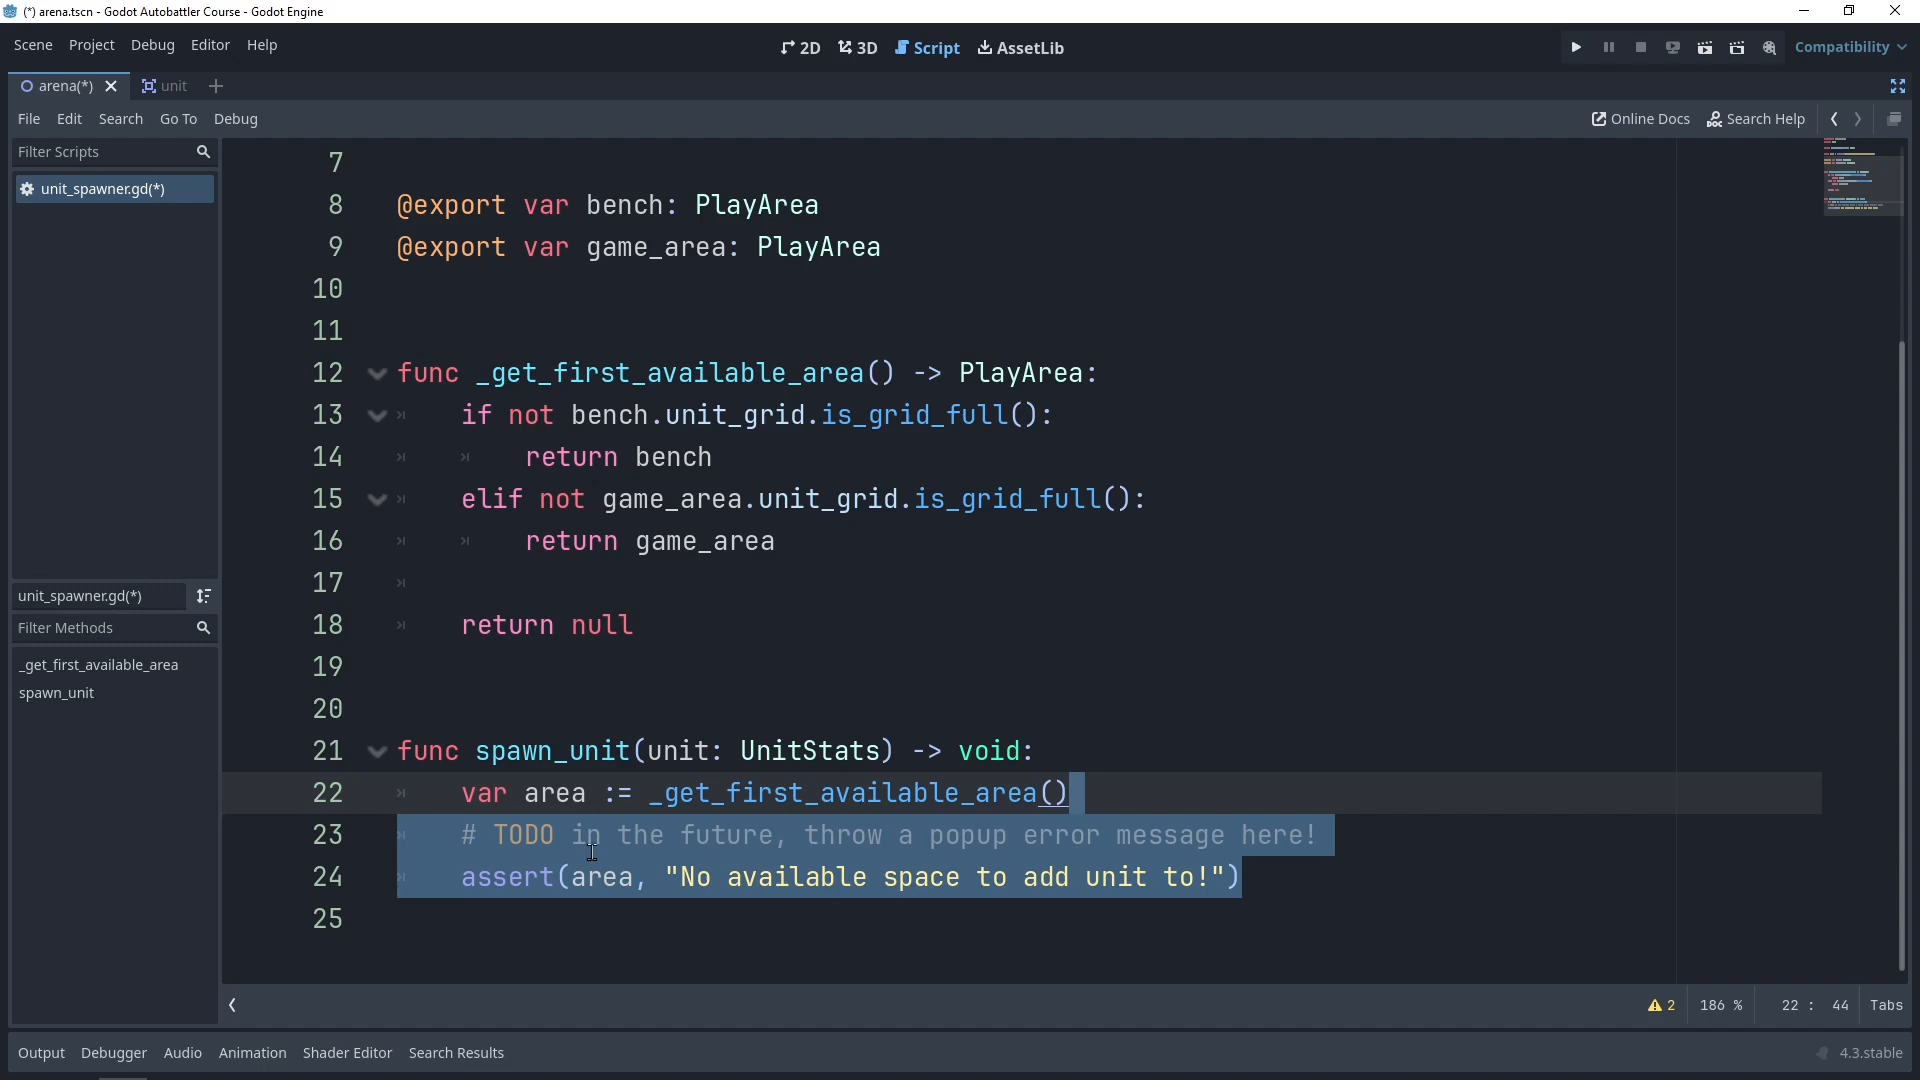 (*) arena.tscn - Godot Autobattler Course - Godot Engine
Scene Project Debug Editor Help
2D 3D Script AssetLib
Compatibility
arena(*) unit
File Edit Search Go To Debug
Online Docs Search Help
Filter Scripts
unit_spawner.gd(*)
unit_spawner.gd(*)
Filter Methods
_get_first_available_area
spawn_unit
7
8 @export var bench: PlayArea
9 @export var game_area: PlayArea
10
11
12 func _get_first_available_area() -> PlayArea:
13 if not bench.unit_grid.is_grid_full():
14 return bench
15 elif not game_area.unit_grid.is_grid_full():
16 return game_area
17
18 return null
19
20
21 func spawn_unit(unit: UnitStats) -> void:
22 var area := _get_first_available_area()
23 # TODO in the future, throw a popup error message here!
24 assert(area, "No available space to add unit to!")
25
2 186 % 22 : 44 Tabs
Output Debugger Audio Animation Shader Editor Search Results
4.3.stable